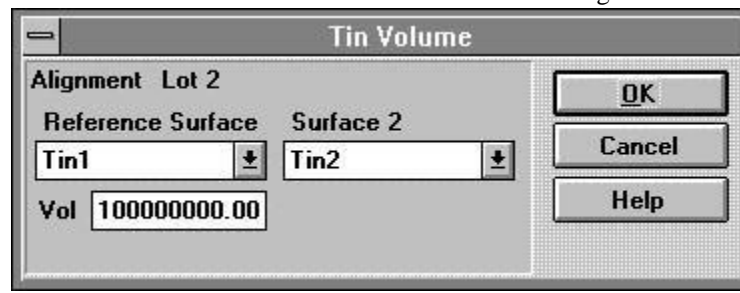 Tin Volume
Alignment Lot 2
Reference Surface Surface 2
Tin1 Tin2
Vol 100000000.00
OK
Cancel
Help